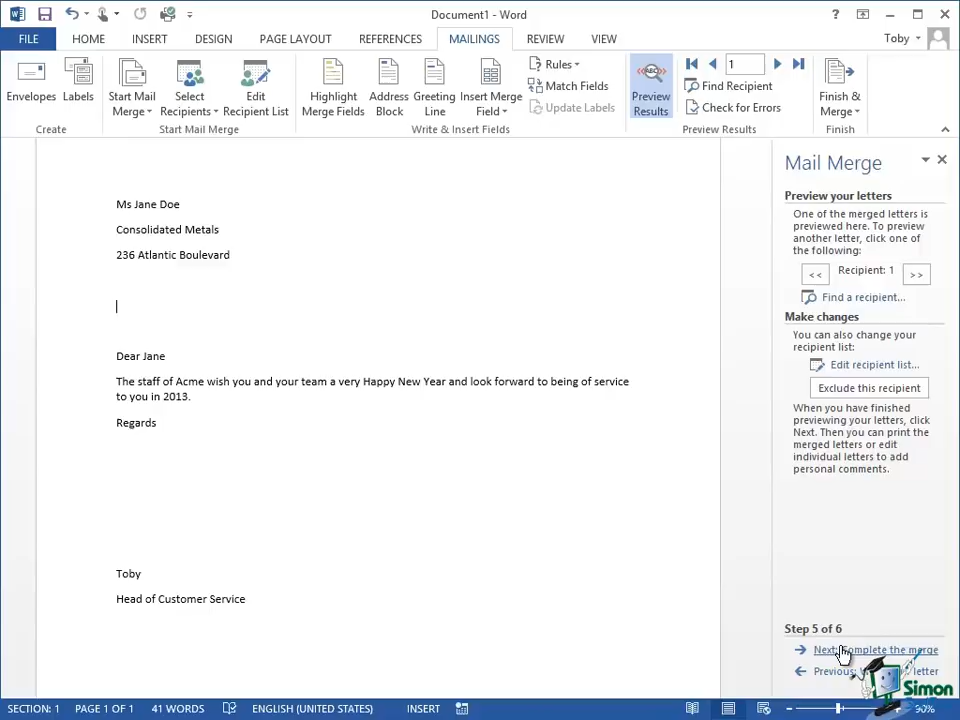 Document1 - Word
?
Toby
FILE
HOME
INSERT
DESIGN
PAGE LAYOUT
REFERENCES
MAILINGS
REVIEW
VIEW
Envelopes
Labels
Create
Start Mail
Merge
Select
Recipients
Edit
Recipient List
Start Mail Merge
Highlight
Merge Fields
Address
Block
Greeting
Line
Insert Merge
Field
Rules
Match Fields
Update Labels
Write & Insert Fields
ABC
Preview
Results
1
Find Recipient
Check for Errors
Preview Results
Finish &
Merge
Finish
Ms Jane Doe
Consolidated Metals
236 Atlantic Boulevard
Dear Jane
The staff of Acme wish you and your team a very Happy New Year and look forward to being of service
to you in 2013.
Regards
Toby
Head of Customer Service
Mail Merge
Preview your letters
One of the merged letters is
previewed here. To preview
another letter, click one of
the following:
<< Recipient: 1 >>
Find a recipient...
Make changes
You can also change your
recipient list:
Edit recipient list...
Exclude this recipient
When you have finished
previewing your letters, click
Next. Then you can print the
merged letters or edit
individual letters to add
personal comments.
Step 5 of 6
Next: Complete the merge
Previous: letter
Simon
SECTION: 1 PAGE 1 OF 1 41 WORDS ENGLISH (UNITED STATES) INSERT 90%